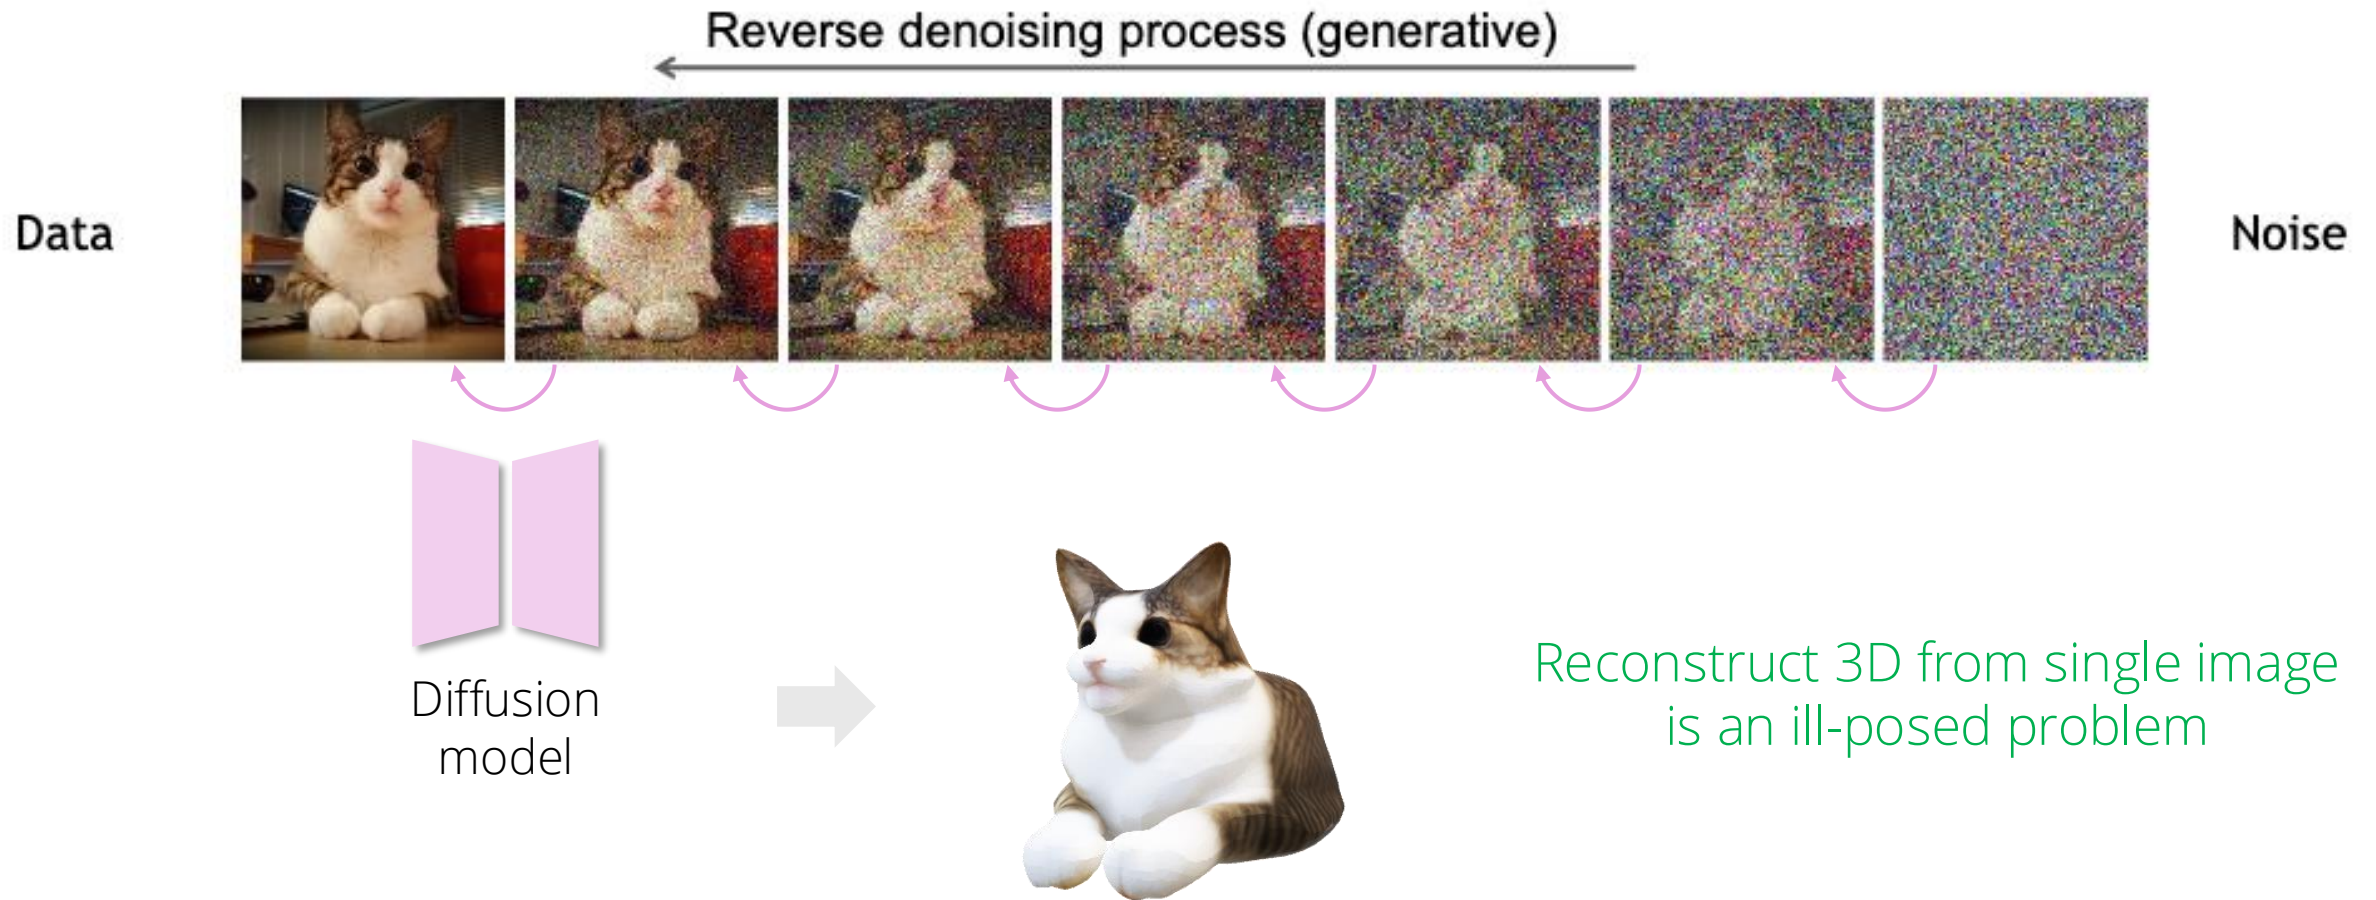 Reverse denoising process (generative)
Data
Noise
Diffusion
model
Reconstruct 3D from single image
is an ill-posed problem